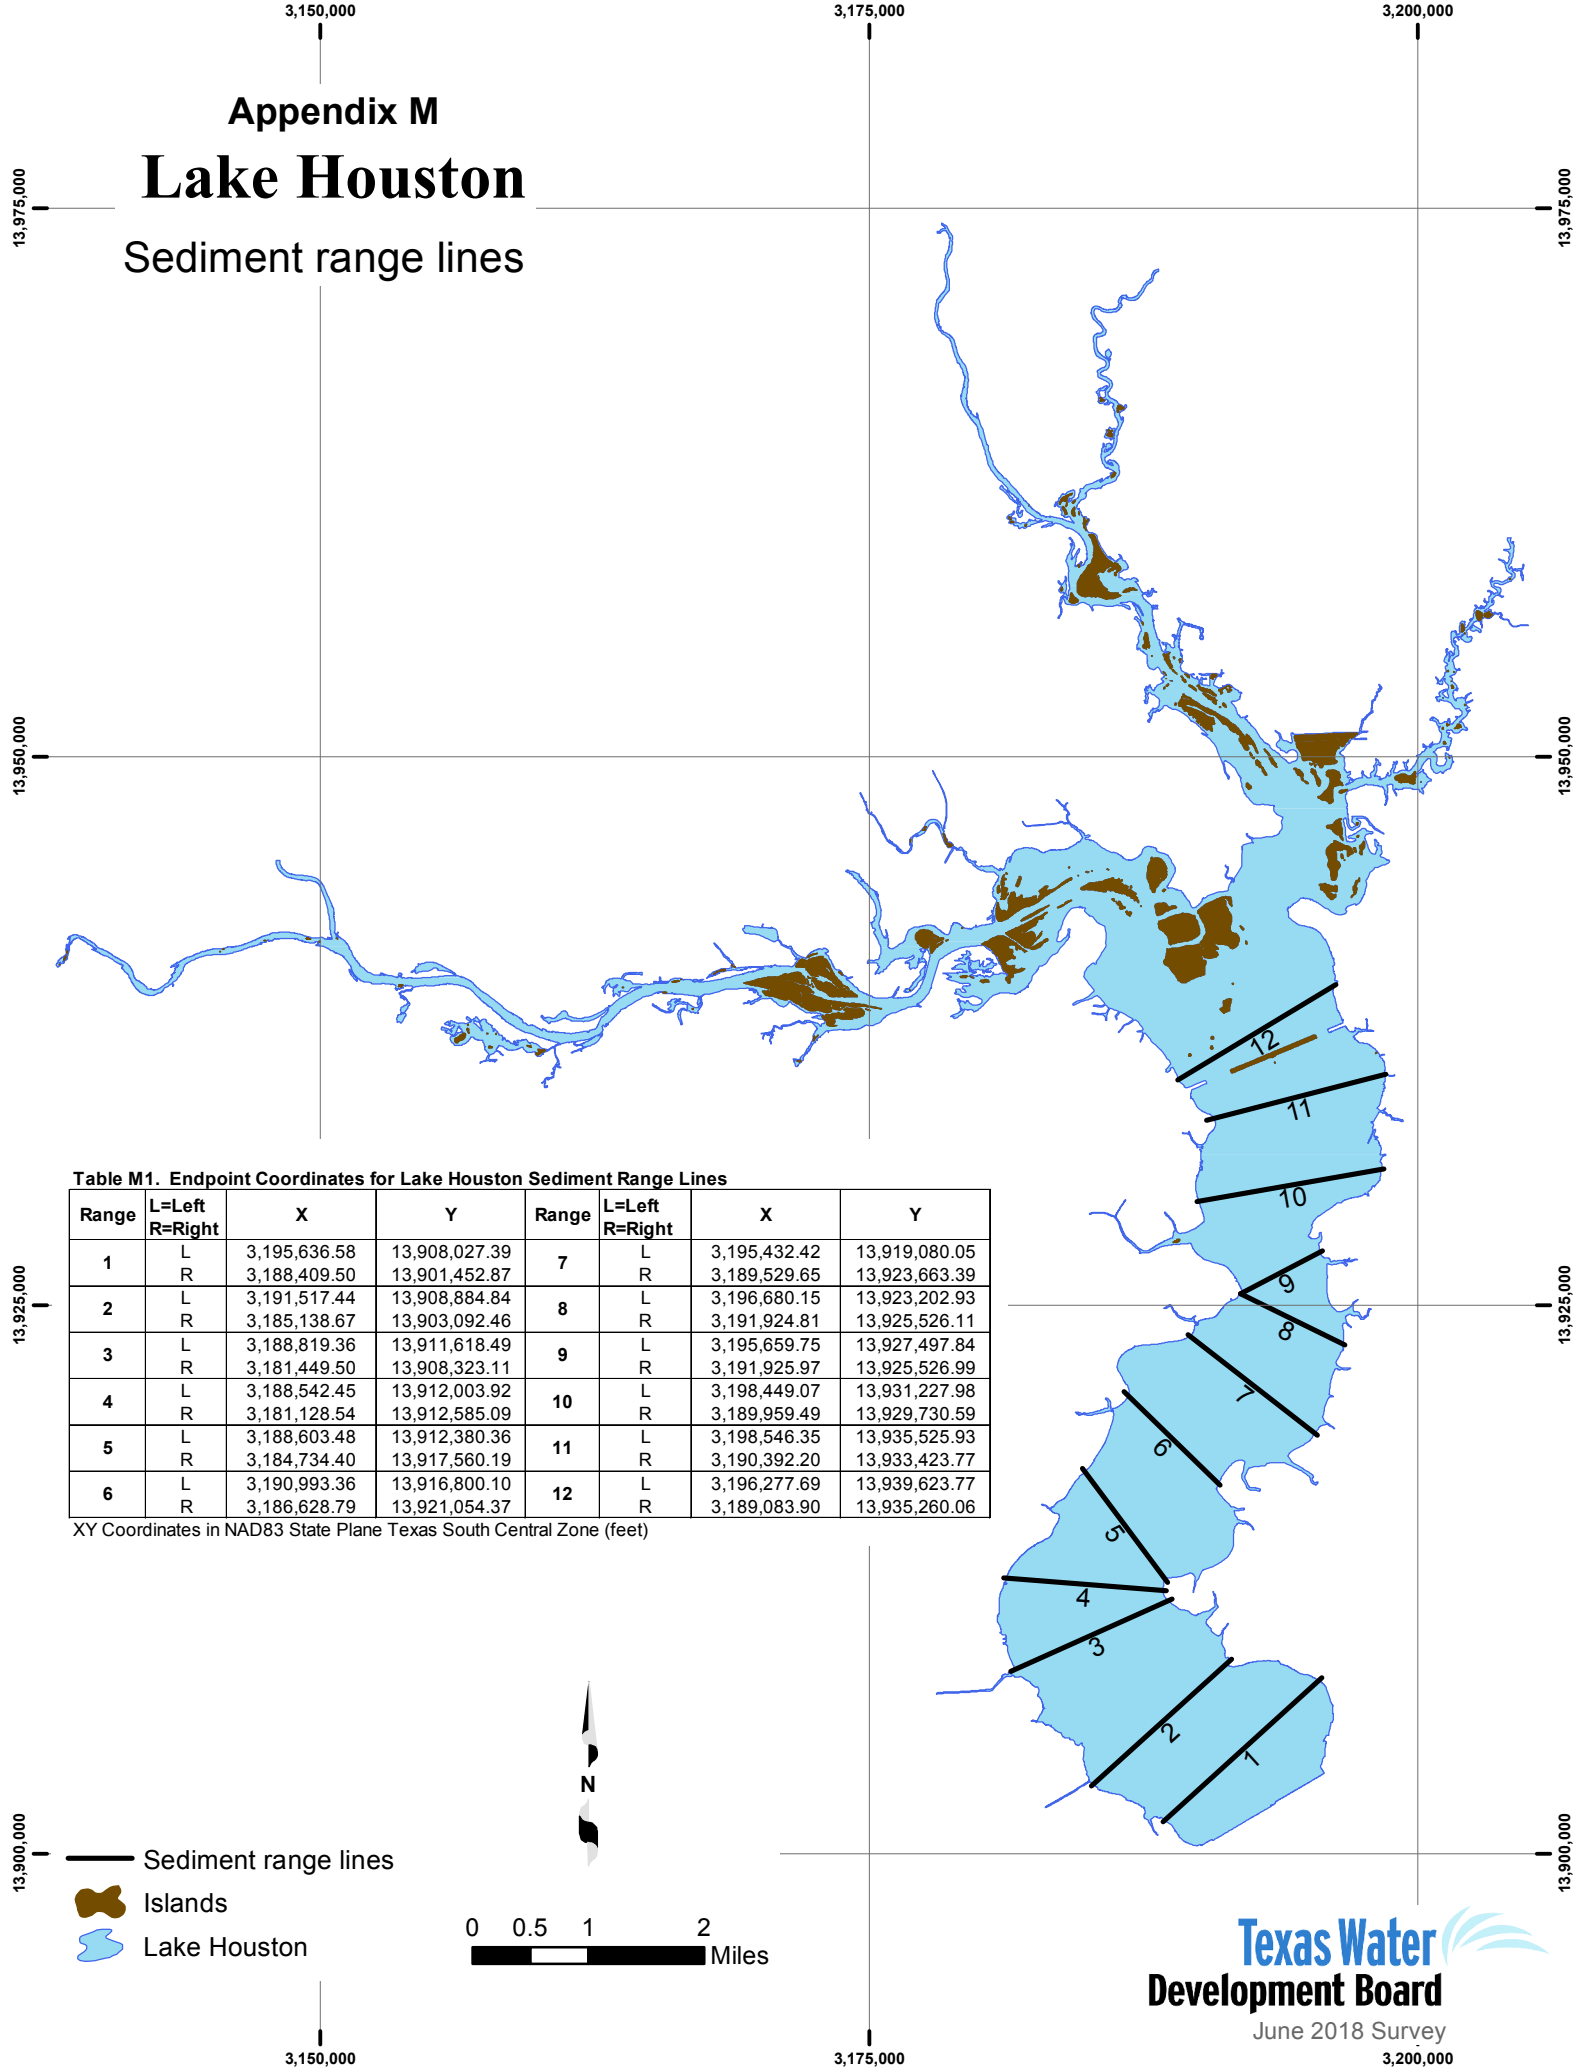 3,150,000 3,175,000 3,200,000
Appendix M
Lake Houston
Sediment range lines
13,975,000 13,975,000
13,950,000 13,950,000
12
11
10
9
8
7
6
5
4
3
2
1
Table M1. Endpoint Coordinates for Lake Houston Sediment Range Lines
Range L=Left R=Right X Y Range L=Left R=Right X Y
1 L 3,195,636.58 13,908,027.39 7 L 3,195,432.42 13,919,080.05
R 3,188,409.50 13,901,452.87 R 3,189,529.65 13,923,663.39
2 L 3,191,517.44 13,908,884.84 8 L 3,196,680.15 13,923,202.93
R 3,185,138.67 13,903,092.46 R 3,191,924.81 13,925,526.11
3 L 3,188,819.36 13,911,618.49 9 L 3,195,659.75 13,927,497.84
R 3,181,449.50 13,908,323.11 R 3,191,925.97 13,925,526.99
4 L 3,188,542.45 13,912,003.92 10 L 3,198,449.07 13,931,227.98
R 3,181,128.54 13,912,585.09 R 3,189,959.49 13,929,730.59
5 L 3,188,603.48 13,912,380.36 11 L 3,198,546.35 13,935,525.93
R 3,184,734.40 13,917,560.19 R 3,190,392.20 13,933,423.77
6 L 3,190,993.36 13,916,800.10 12 L 3,196,277.69 13,939,623.77
R 3,186,628.79 13,921,054.37 R 3,189,083.90 13,935,260.06
XY Coordinates in NAD83 State Plane Texas South Central Zone (feet)
13,925,000 13,925,000
N
13,900,000 13,900,000
Sediment range lines
Islands
Lake Houston
0 0.5 1 2
Miles
Texas Water
Development Board
June 2018 Survey
3,150,000 3,175,000 3,200,000